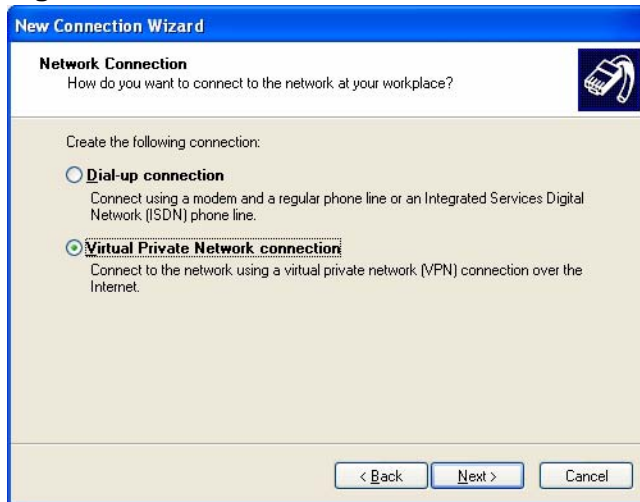 New Connection Wizard
Network Connection
How do you want to connect to the network at your workplace?
Create the following connection:
Dial-up connection
Connect using a modem and a regular phone line or an Integrated Services Digital
Network (ISDN) phone line.
Virtual Private Network connection
Connect to the network using a virtual private network (VPN) connection over the
Internet.
< Back
Next >
Cancel